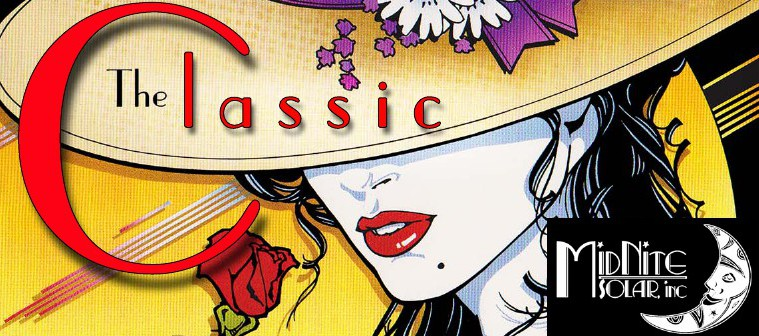 The Classic
MidNite
SOLAR, inc